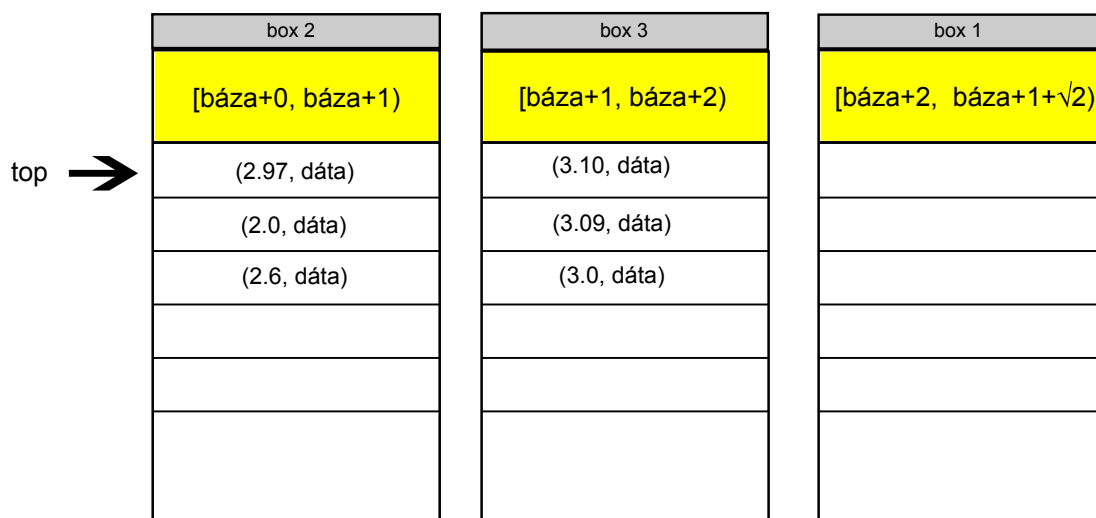 box 2
box 3
box 1
[báza+0, báza+1)
[báza+1, báza+2)
[báza+2, báza+1+√2)
top
(2.97, dáta)
(3.10, dáta)
(2.0, dáta)
(3.09, dáta)
(2.6, dáta)
(3.0, dáta)